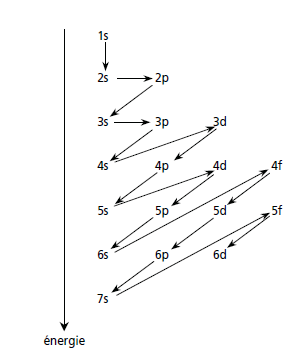 1s
2s 2p
3s 3p 3d
4s 4p 4d 4f
5s 5p 5d 5f
6s 6p 6d
7s
énergie